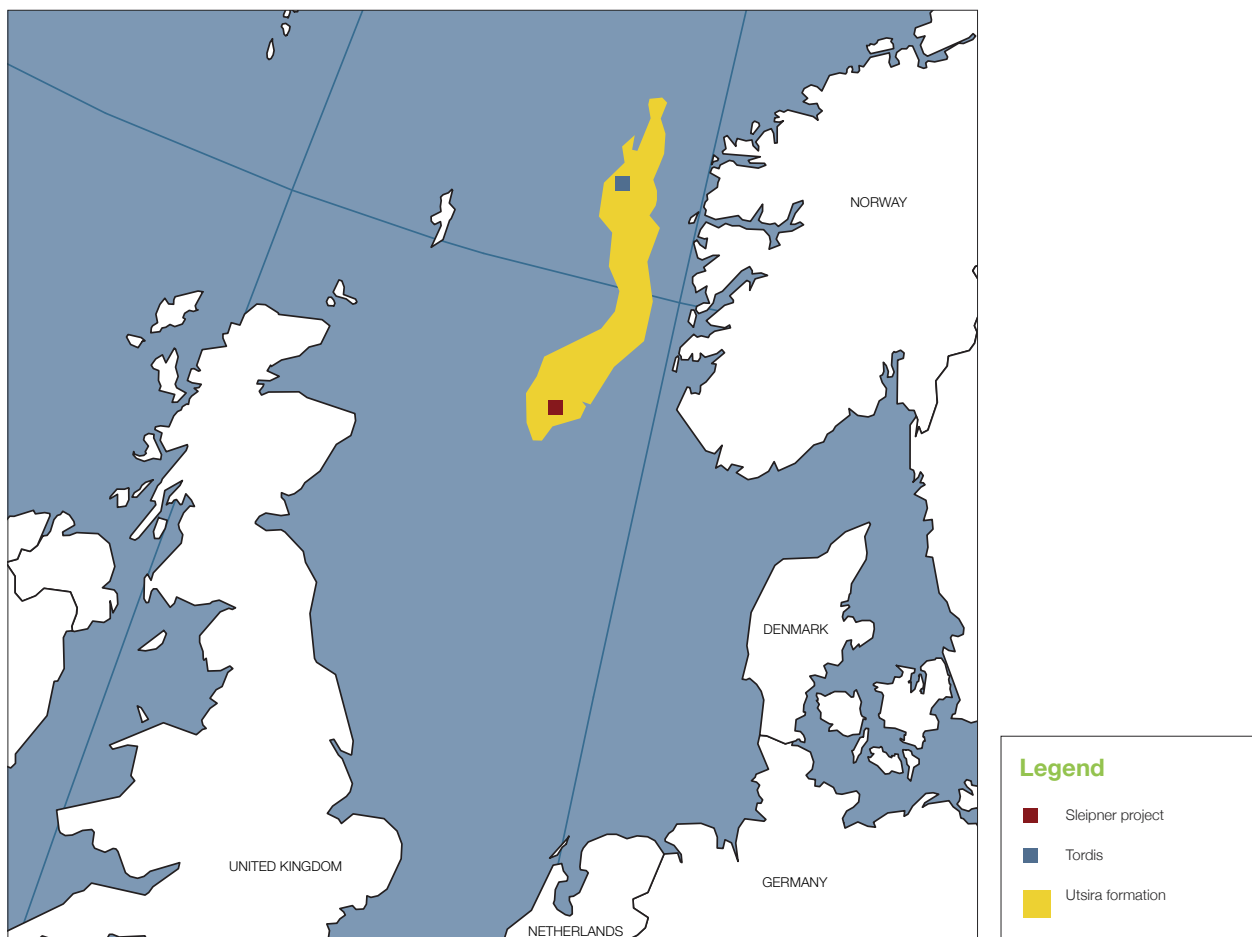 NORWAY
DENMARK
UNITED KINGDOM
GERMANY
NETHERLANDS
Legend
Sleipner project
Tordis
Utsira formation